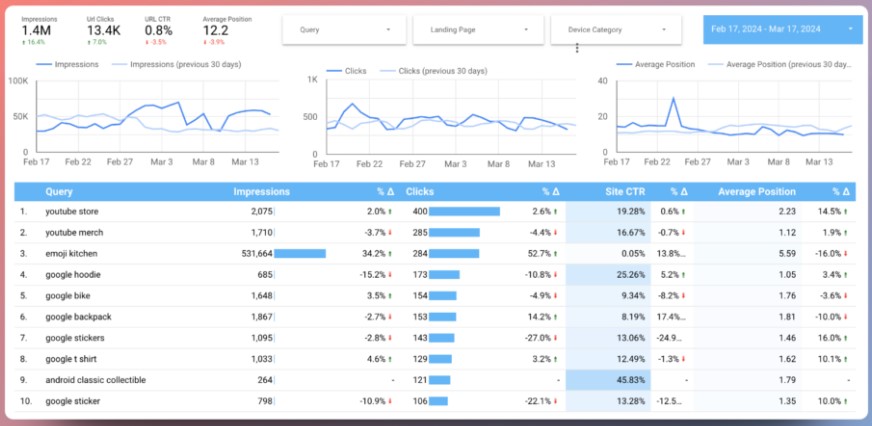 Impressions Url Clicks URL CTR Average Position
1.4M 13.4K 0.8% 12.2
16.4% 7.0% -3.5% -3.9%
Query Landing Page Device Category Feb 17, 2024 - Mar 17, 2024
Impressions Impressions (previous 30 days)
100K
50K
0
Feb 17 Feb 22 Feb 27 Mar 3 Mar 8 Mar 13
Clicks Clicks (previous 30 days)
1K
500
0
Feb 17 Feb 22 Feb 27 Mar 3 Mar 8 Mar 13
Average Position Average Position (previous 30 day...
40
20
0
Feb 17 Feb 22 Feb 27 Mar 3 Mar 8 Mar 13
Query Impressions % Δ Clicks % Δ Site CTR % Δ Average Position % Δ
1. youtube store 2,075 2.0% 400 2.6% 19.28% 0.6% 2.23 14.5%
2. youtube merch 1,710 -3.7% 285 -4.4% 16.67% -0.7% 1.12 1.9%
3. emoji kitchen 531,664 34.2% 284 52.7% 0.05% 13.8%... 5.59 -16.0%
4. google hoodie 685 -15.2% 173 -10.8% 25.26% 5.2% 1.05 3.4%
5. google bike 1,648 3.5% 154 -4.9% 9.34% -8.2% 1.76 -3.6%
6. google backpack 1,867 -2.7% 153 14.2% 8.19% 17.4%... 1.81 -10.0%
7. google stickers 1,095 -2.8% 143 -27.0% 13.06% -24.9... 1.46 16.0%
8. google t shirt 1,033 4.6% 129 3.2% 12.49% -1.3% 1.62 10.1%
9. android classic collectible 264 - 121 - 45.83% - 1.79 -
10. google sticker 798 -10.9% 106 -22.1% 13.28% -12.5... 1.35 10.0%